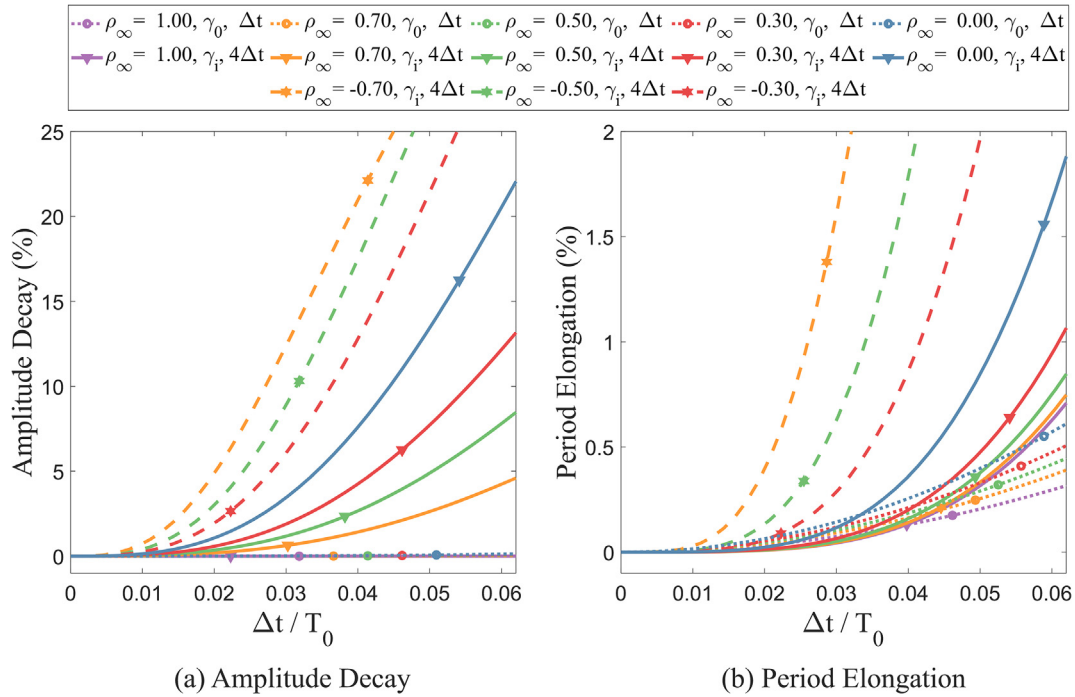 ρ∞= 1.00, γ0, Δt ρ∞= 0.70, γ0, Δt ρ∞= 0.50, γ0, Δt ρ∞= 0.30, γ0, Δt ρ∞= 0.00, γ0, Δt
ρ∞= 1.00, γi, 4Δt ρ∞= 0.70, γi, 4Δt ρ∞= 0.50, γi, 4Δt ρ∞= 0.30, γi, 4Δt ρ∞= 0.00, γi, 4Δt
ρ∞= -0.70, γi, 4Δt ρ∞= -0.50, γi, 4Δt ρ∞= -0.30, γi, 4Δt
Amplitude Decay (%)
25
20
15
10
5
0
0 0.01 0.02 0.03 0.04 0.05 0.06
Δt / T0
(a) Amplitude Decay
Period Elongation (%)
2
1.5
1
0.5
0
0 0.01 0.02 0.03 0.04 0.05 0.06
Δt / T0
(b) Period Elongation